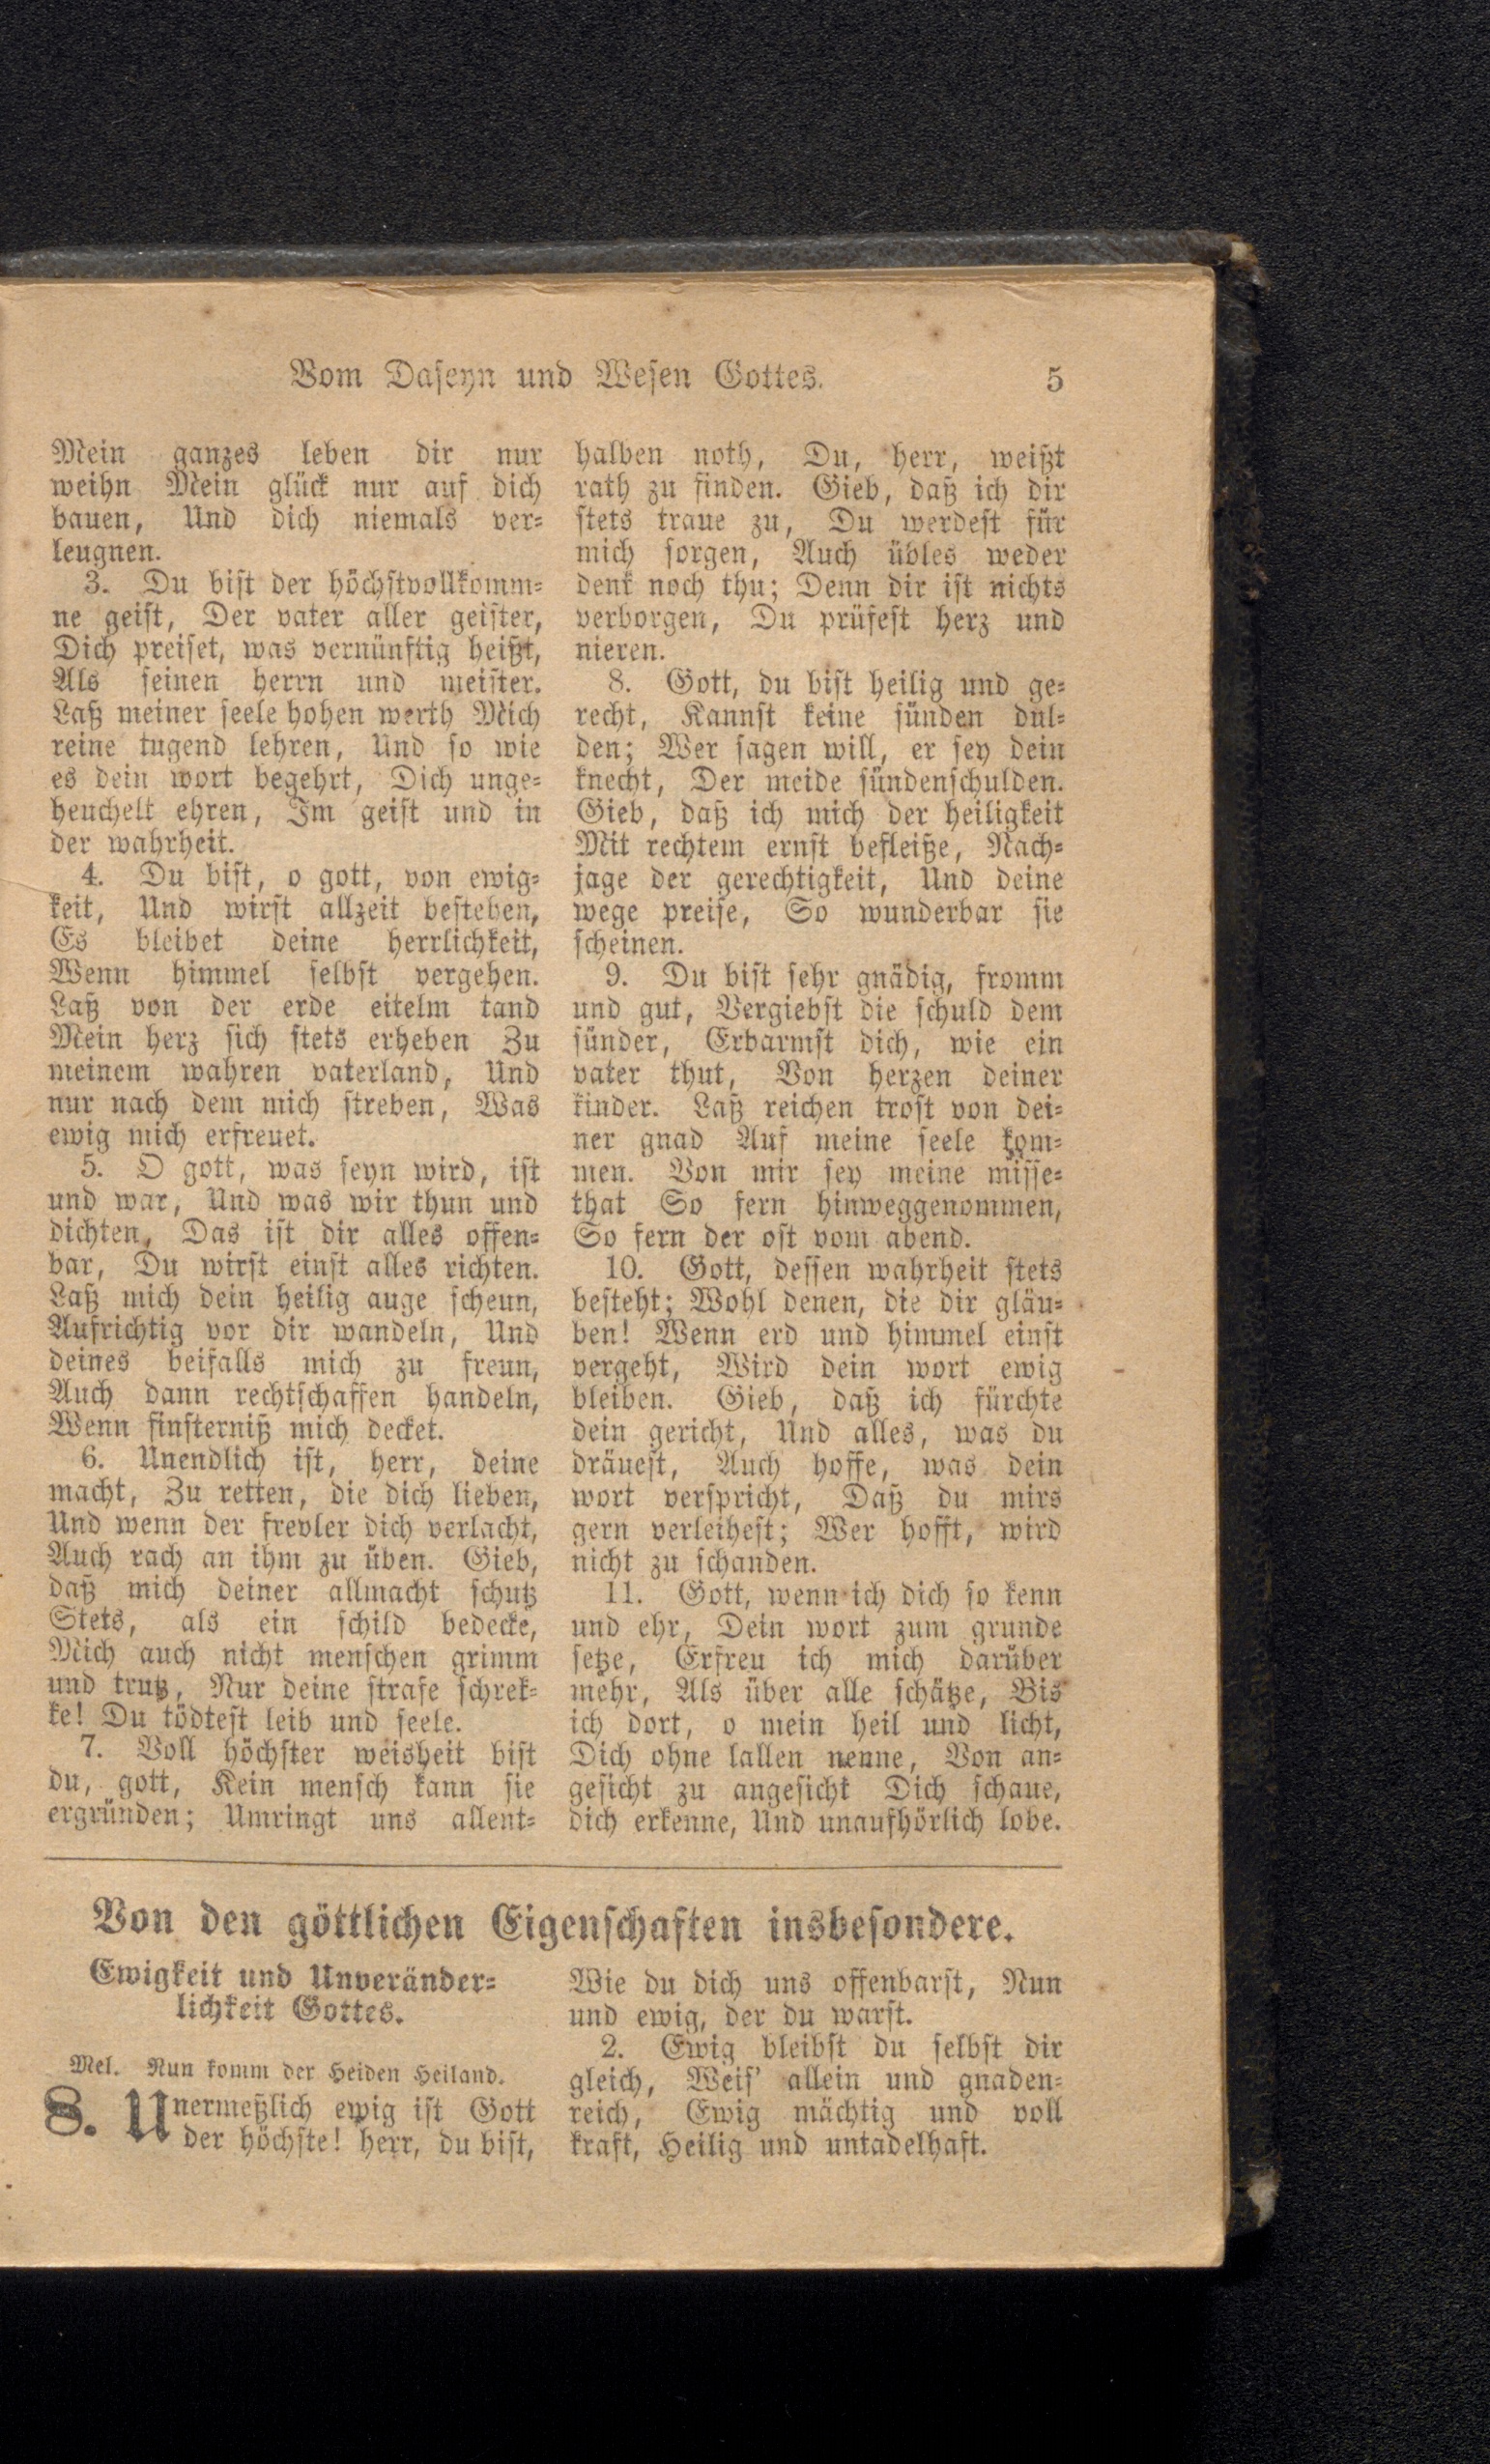 Vom Daseyn und Wesen Gottes. 5
Mein ganzes leben dir nur
weihn Mein glück nur auf dich
bauen, Und dich niemals ver-
leugnen.
3. Du bist der höchstvollkomm-
ne geist, Der vater aller geister,
Dich preiset, was vernünftig heißt,
Als seinen herrn und meister.
Laß meiner seele hohen werth Mich
reine tugend lehren, Und so wie
es dein wort begehrt, Dich unge-
heuchelt ehren, Im geist und in
der wahrheit.
4. Du bist, o gott, von ewig-
keit, Und wirst allzeit bestehen,
Es bleibet deine herrlichkeit,
Wenn himmel selbst vergehen.
Laß von der erde eitelm tand
Mein herz sich stets erheben Zu
meinem wahren vaterland, Und
nur nach dem mich streben, Was
ewig mich erfreuet.
5. O gott, was seyn wird, ist
und war, Und was wir thun und
dichten, Das ist dir alles offen-
bar, Du wirst einst alles richten.
Laß mich dein heilig auge scheun,
Aufrichtig vor dir wandeln, Und
deines beifalls mich zu freun,
Auch dann rechtschaffen handeln,
Wenn finsterniß mich decket.
6. Unendlich ist, herr, deine
macht, Zu retten, die dich lieben,
Und wenn der frevler dich verlacht,
Auch rach an ihm zu üben. Gieb,
daß mich deiner allmacht schutz
Stets, als ein schild bedecke,
Mich auch nicht menschen grimm
und trutz, Nur deine strafe schrek-
ke! Du tödtest leib und seele.
7. Voll höchster weisheit bist
du, gott, Kein mensch kann sie
ergründen; Umringt uns allent-
halben noth, Du, herr, weißt
rath zu finden. Gieb, daß ich dir
stets traue zu, Du werdest für
mich sorgen, Auch übles weder
denk noch thu; Denn dir ist nichts
verborgen, Du prüfest herz und
nieren.
8. Gott, du bist heilig und ge-
recht, Kannst keine sünden dul-
den; Wer sagen will, er sey dein
knecht, Der meide sündenschulden.
Gieb, daß ich mich der heiligkeit
Mit rechtem ernst befleiße, Nach-
jage der gerechtigkeit, Und deine
wege preise, So wunderbar sie
scheinen.
9. Du bist sehr gnädig, fromm
und gut, Vergiebst die schuld dem
sünder, Erbarmst dich, wie ein
vater thut, Von herzen deiner
kinder. Laß reichen trost von dei-
ner gnad Auf meine seele kom-
men. Von mir sey meine misse-
that So fern hinweggenommen,
So fern der ost vom abend.
10. Gott, dessen wahrheit stets
besteht; Wohl denen, die dir gläu-
ben! Wenn erd und himmel einst
vergeht, Wird dein wort ewig
bleiben. Gieb, daß ich fürchte
dein gericht, Und alles, was du
dräuest, Auch hoffe, was dein
wort verspricht, Daß du mirs
gern verleihest; Wer hofft, wird
nicht zu schanden.
11. Gott, wenn ich dich so kenn
und ehr, Dein wort zum grunde
setze, Erfreu ich mich darüber
mehr, Als über alle schätze, Bis
ich dort, o mein heil und licht,
Dich ohne lallen nenne, Von an-
gesicht zu angesicht Dich schaue,
dich erkenne, Und unaufhörlich lobe.
Von den göttlichen Eigenschaften insbesondere.
Ewigkeit und Unveränder-
lichkeit Gottes.
Mel. Nun komm der Heiden Heiland.
8. Unermeßlich ewig ist Gott
der höchste! herr, du bist,
Wie du dich uns offenbarst, Nun
und ewig, der du warst.
2. Ewig bleibst du selbst dir
gleich, Weis' allein und gnaden-
reich, Ewig mächtig und voll
kraft, Heilig und untadelhaft.